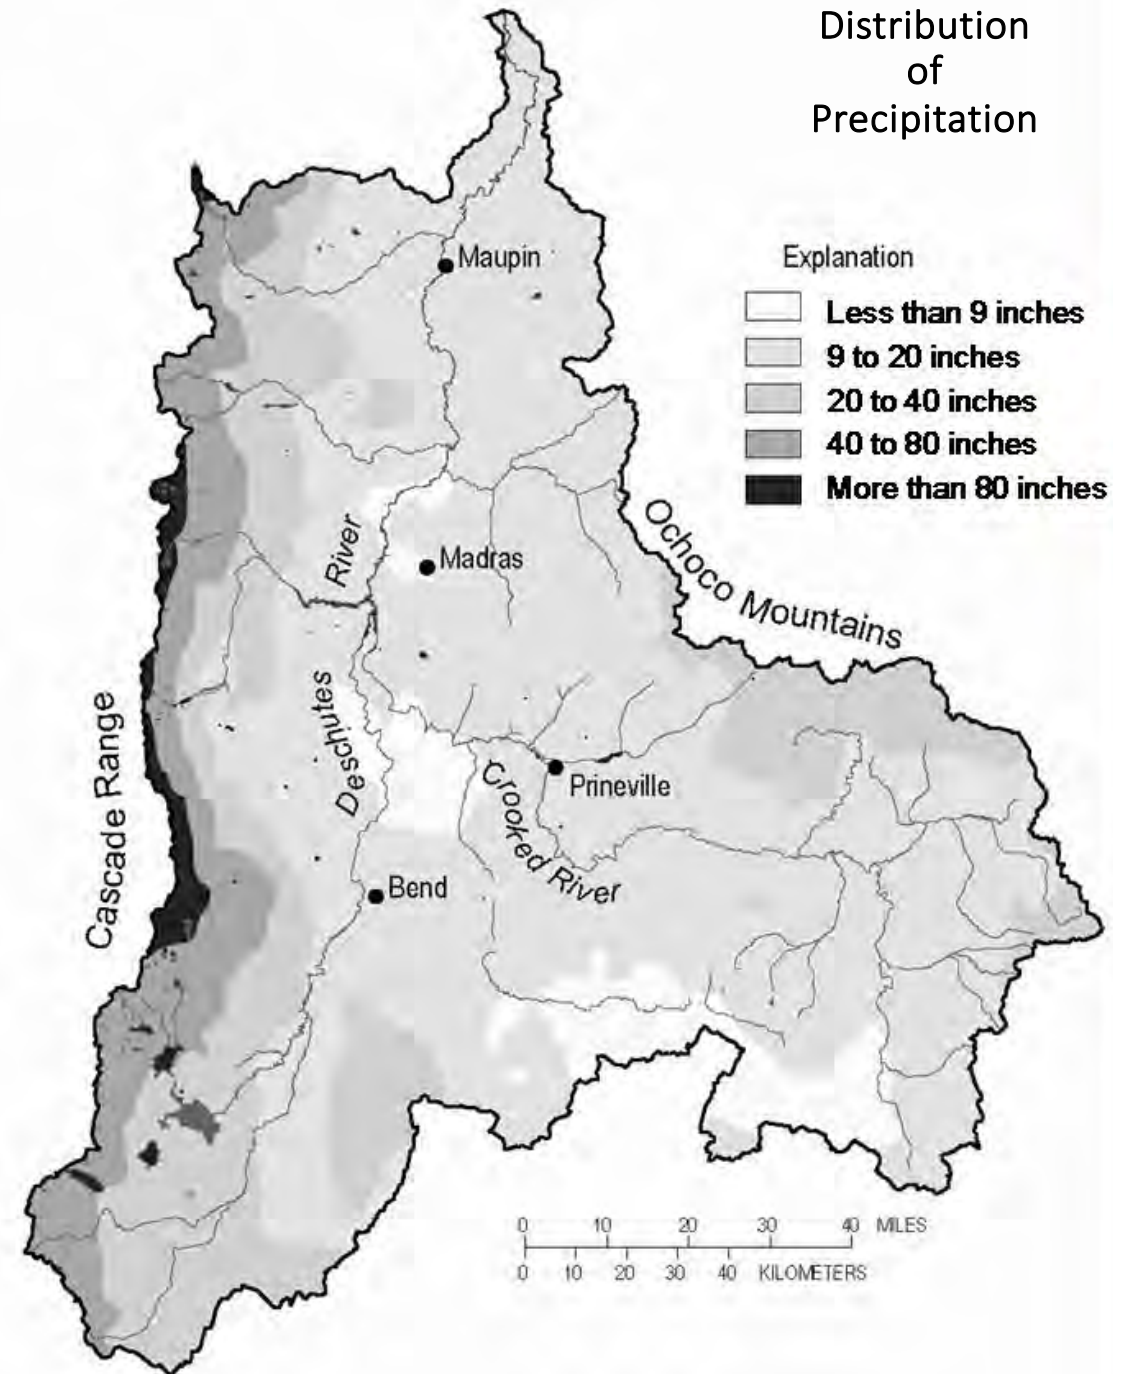 Distribution
of
Precipitation
Explanation
Less than 9 inches
9 to 20 inches
20 to 40 inches
40 to 80 inches
More than 80 inches
Maupin
Ochoco Mountains
River
Madras
Deschutes
Cascade Range
Prineville
Crooked River
Bend
0 10 20 30 40 MILES
0 10 20 30 40 KILOMETERS